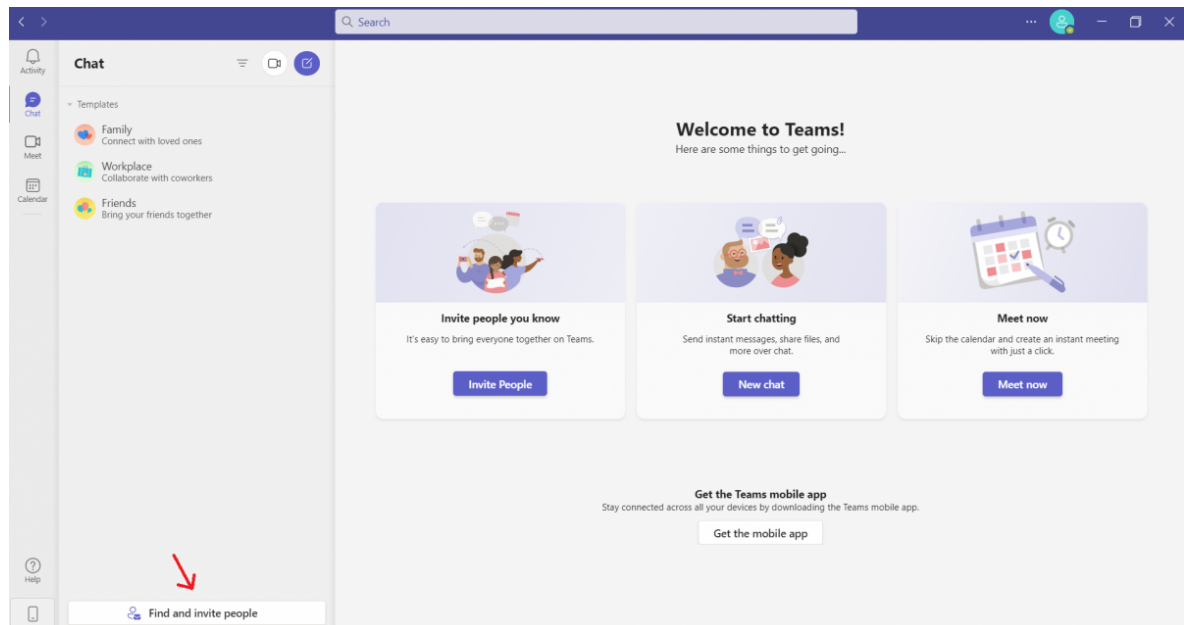 Search
Activity
Chat
Meet
Calendar
Help
Chat
Templates
Family
Connect with loved ones
Workplace
Collaborate with coworkers
Friends
Bring your friends together
Find and invite people
Welcome to Teams!
Here are some things to get going...
Invite people you know
It's easy to bring everyone together on Teams.
Invite People
Start chatting
Send instant messages, share files, and
more over chat.
New chat
Meet now
Skip the calendar and create an instant meeting
with just a click.
Meet now
Get the Teams mobile app
Stay connected across all your devices by downloading the Teams mobile app.
Get the mobile app